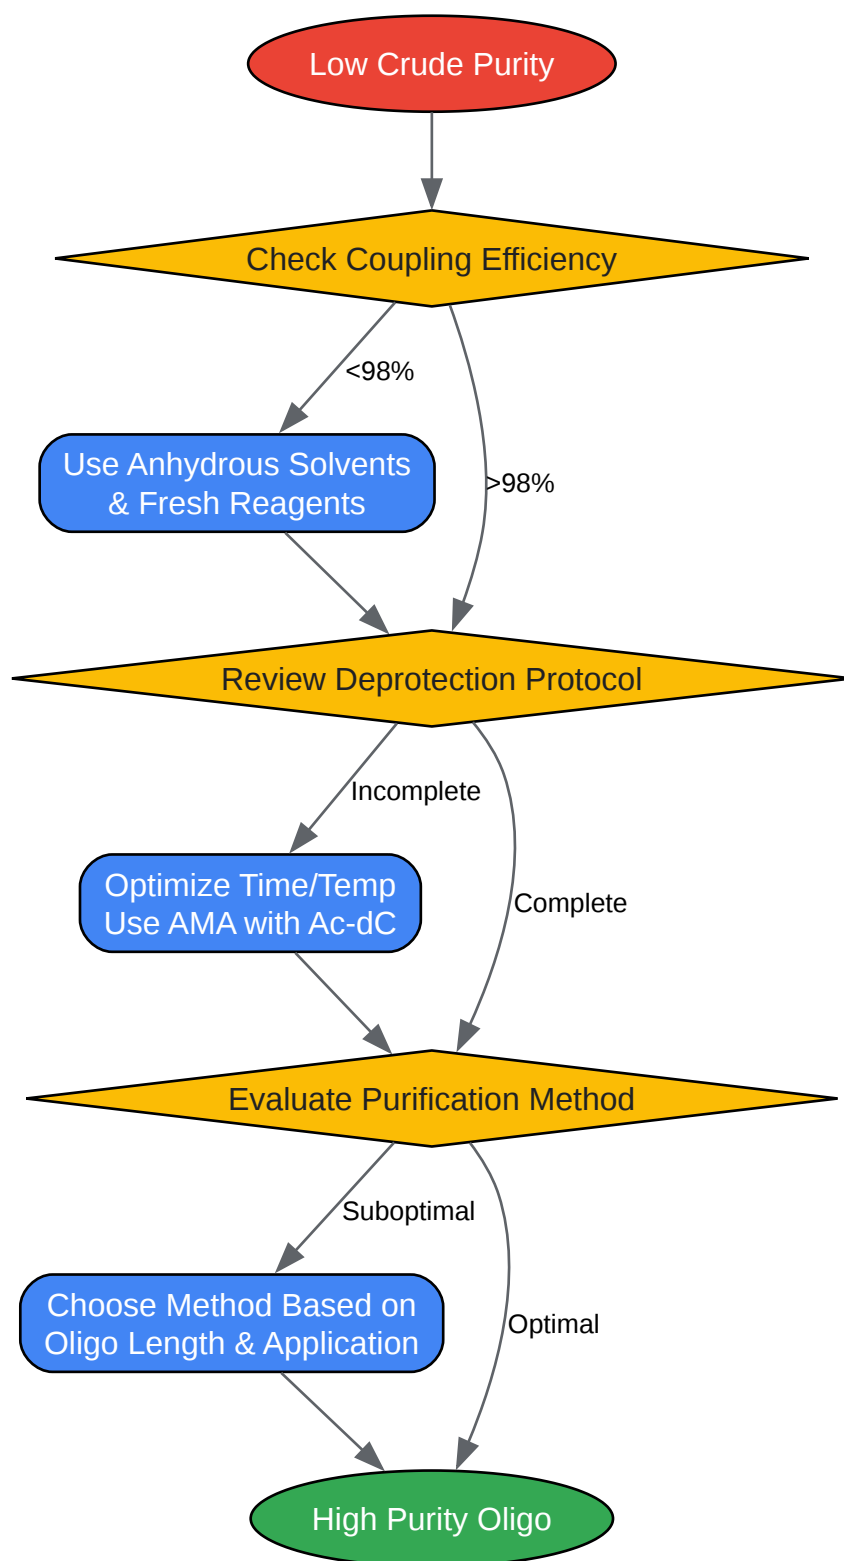 Low Crude Purity
Check Coupling Efficiency
<98%
Use Anhydrous Solvents
& Fresh Reagents
>98%
Review Deprotection Protocol
Incomplete
Optimize Time/Temp
Use AMA with Ac-dC
Complete
Evaluate Purification Method
Suboptimal
Choose Method Based on
Oligo Length & Application
Optimal
High Purity Oligo